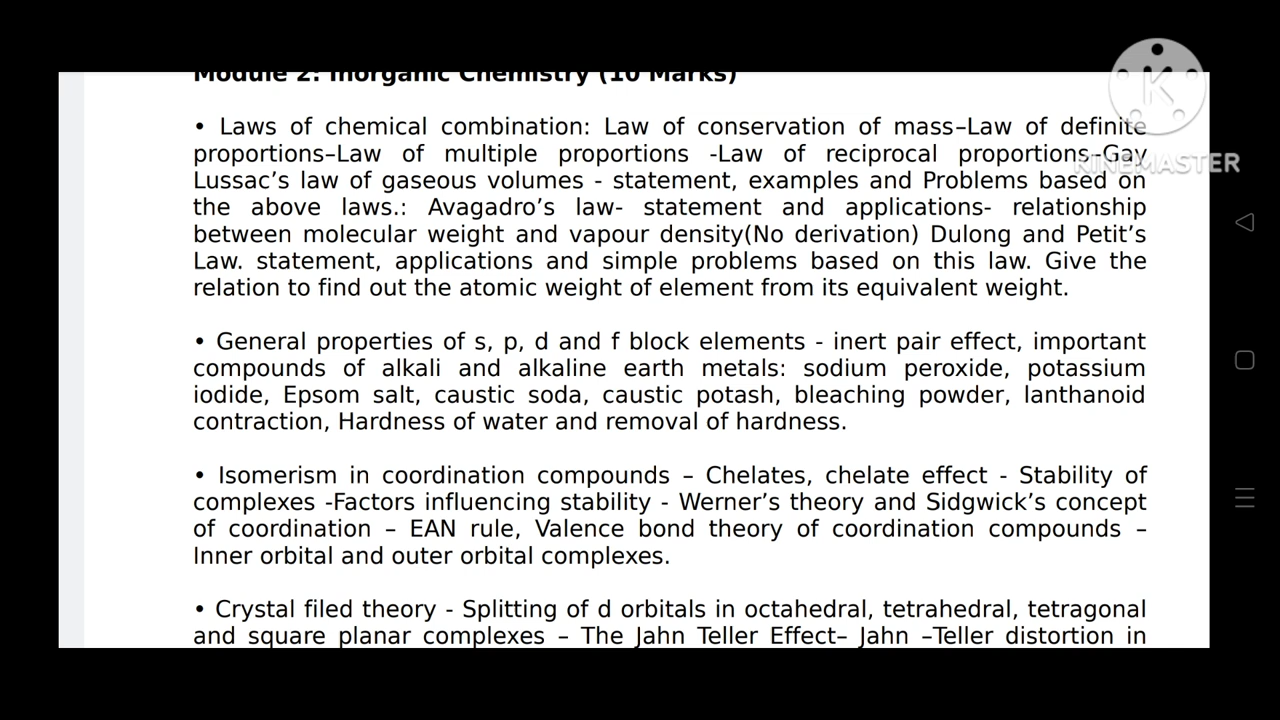 Module 2: Inorganic Chemistry (10 Marks)
• Laws of chemical combination: Law of conservation of mass–Law of definite
proportions–Law of multiple proportions -Law of reciprocal proportions–Gay
Lussac’s law of gaseous volumes - statement, examples and Problems based on
the above laws.: Avagadro’s law- statement and applications- relationship
between molecular weight and vapour density(No derivation) Dulong and Petit’s
Law. statement, applications and simple problems based on this law. Give the
relation to find out the atomic weight of element from its equivalent weight.
• General properties of s, p, d and f block elements - inert pair effect, important
compounds of alkali and alkaline earth metals: sodium peroxide, potassium
iodide, Epsom salt, caustic soda, caustic potash, bleaching powder, lanthanoid
contraction, Hardness of water and removal of hardness.
• Isomerism in coordination compounds – Chelates, chelate effect - Stability of
complexes -Factors influencing stability - Werner’s theory and Sidgwick’s concept
of coordination – EAN rule, Valence bond theory of coordination compounds –
Inner orbital and outer orbital complexes.
• Crystal filed theory - Splitting of d orbitals in octahedral, tetrahedral, tetragonal
and square planar complexes – The Jahn Teller Effect– Jahn –Teller distortion in
K
KINEMASTER